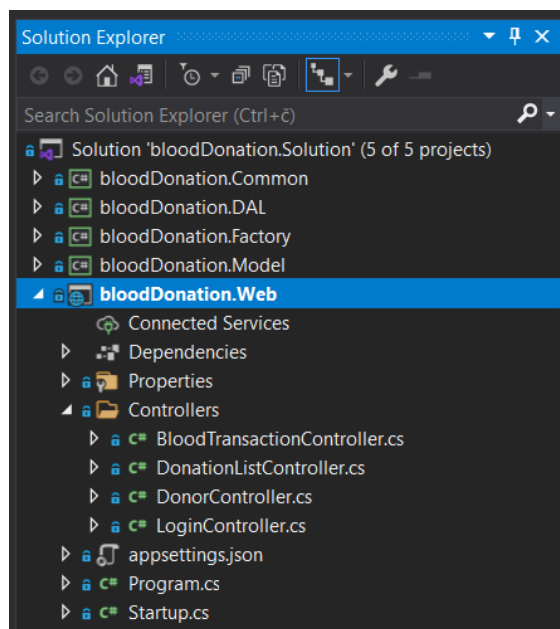 Solution Explorer
Search Solution Explorer (Ctrl+č)
Solution 'bloodDonation.Solution' (5 of 5 projects)
C# bloodDonation.Common
C# bloodDonation.DAL
C# bloodDonation.Factory
C# bloodDonation.Model
bloodDonation.Web
Connected Services
Dependencies
Properties
Controllers
C# BloodTransactionController.cs
C# DonationListController.cs
C# DonorController.cs
C# LoginController.cs
appsettings.json
C# Program.cs
C# Startup.cs